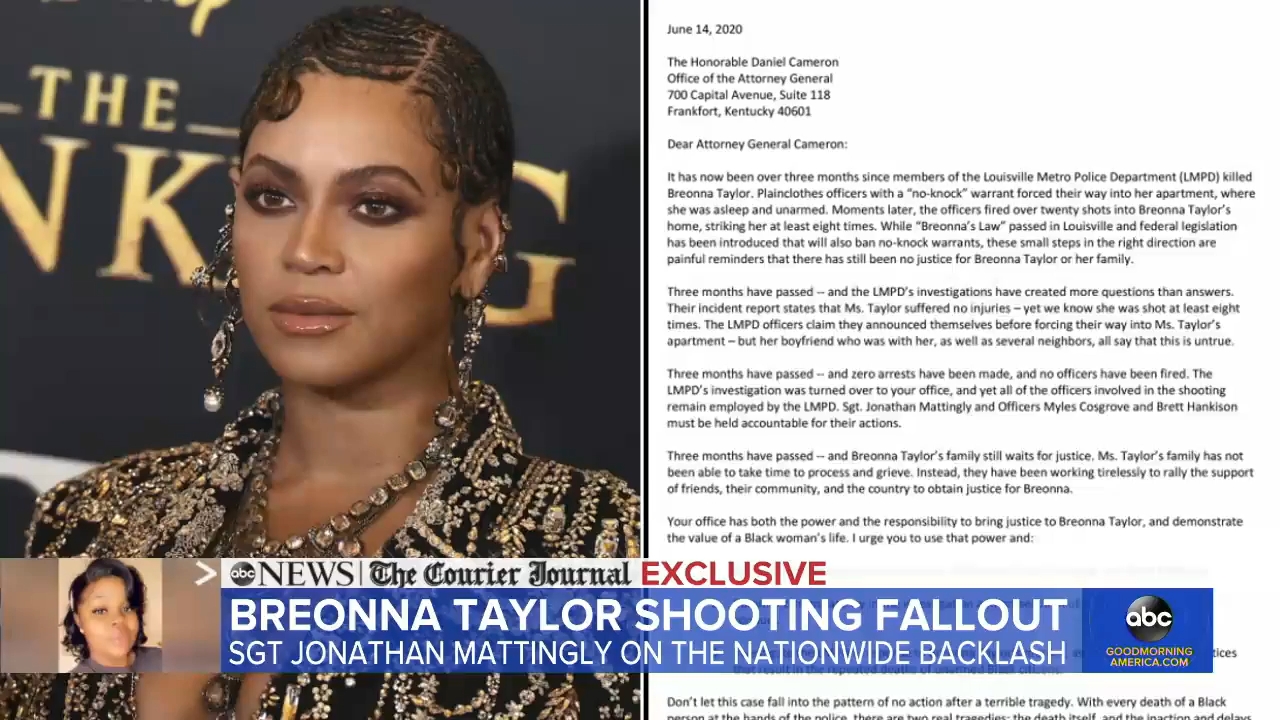 THE
NK G
June 14, 2020
The Honorable Daniel Cameron
Office of the Attorney General
700 Capital Avenue, Suite 118
Frankfort, Kentucky 40601
Dear Attorney General Cameron:
It has now been over three months since members of the Louisville Metro Police Department (LMPD) killed
Breonna Taylor. Plainclothes officers with a “no-knock” warrant forced their way into her apartment, where
she was asleep and unarmed. Moments later, the officers fired over twenty shots into Breonna Taylor’s
home, striking her at least eight times. While “Breonna’s Law” passed in Louisville and federal legislation
has been introduced that will also ban no-knock warrants, these small steps in the right direction are
painful reminders that there has still been no justice for Breonna Taylor or her family.
Three months have passed -- and the LMPD’s investigations have created more questions than answers.
Their incident report states that Ms. Taylor suffered no injuries – yet we know she was shot at least eight
times. The LMPD officers claim they announced themselves before forcing their way into Ms. Taylor’s
apartment – but her boyfriend who was with her, as well as several neighbors, all say that this is untrue.
Three months have passed -- and zero arrests have been made, and no officers have been fired. The
LMPD’s investigation was turned over to your office, and yet all of the officers involved in the shooting
remain employed by the LMPD. Sgt. Jonathan Mattingly and Officers Myles Cosgrove and Brett Hankison
must be held accountable for their actions.
Three months have passed -- and Breonna Taylor’s family still waits for justice. Ms. Taylor’s family has not
been able to take time to process and grieve. Instead, they have been working tirelessly to rally the support
of friends, their community, and the country to obtain justice for Breonna.
Your office has both the power and the responsibility to bring justice to Breonna Taylor, and demonstrate
the value of a Black woman’s life. I urge you to use that power and:
that result in the repeated deaths of unarmed Black citizens.
Don’t let this case fall into the pattern of no action after a terrible tragedy. With every death of a Black
person at the hands of the police, there are two real tragedies: the death itself, and the inaction and delays
abc NEWS | The Courier Journal EXCLUSIVE
BREONNA TAYLOR SHOOTING FALLOUT
SGT JONATHAN MATTINGLY ON THE NATIONWIDE BACKLASH
abc
GOODMORNING
AMERICA.COM